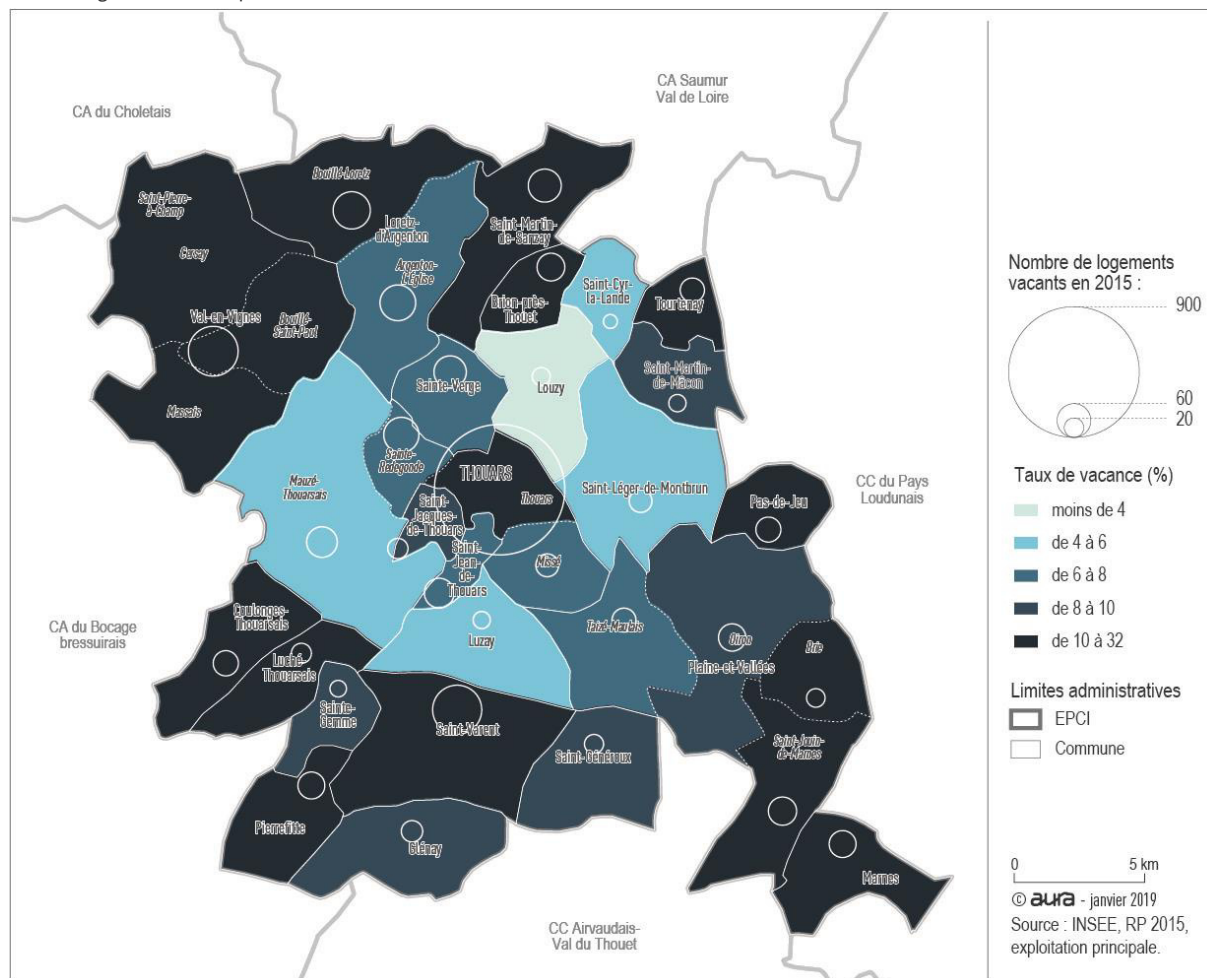 CA du Choletais
CA Saumur
Val de Loire
Bouillé-Loretz
Saint-Pierre-
à-Champ
Cersay
Loretz-
d'Argenton
Saint-Martin-
de-Sanzay
Argenton-
l'Église
Saint-Cyr-
la-Lande
Brion-près-
Thouet
Tourtenay
Val-en-Vignes
Bouillé-
Saint-Paul
Saint-Martin-
de-Mâcon
Sainte-Verge
Louzy
Massais
Sainte-
Radegonde
THOUARS
Thouars
Mauzé-
Thouarsais
Saint-Léger-de-Montbrun
CC du Pays
Loudunais
Pas-de-Jeu
Saint-
Jacques-
de-Thouars
Saint-
Jean-
de-
Thouars
Missé
CA du Bocage
bressuirais
Coulonges-
Thouarsais
Luzay
Taizé-Maulais
Oiron
Plaine-et-Vallées
Brie
Luché-
Thouarsais
Sainte-
Gemme
Saint-Varent
Saint-Généroux
Saint-Jouin-
de-Marnes
Pierrefitte
Glénay
Marnes
CC Airvaudais-
Val du Thouet
Nombre de logements
vacants en 2015 :
900
60
20
Taux de vacance (%)
moins de 4
de 4 à 6
de 6 à 8
de 8 à 10
de 10 à 32
Limites administratives
EPCI
Commune
0 5 km
© aura - janvier 2019
Source : INSEE, RP 2015,
exploitation principale.